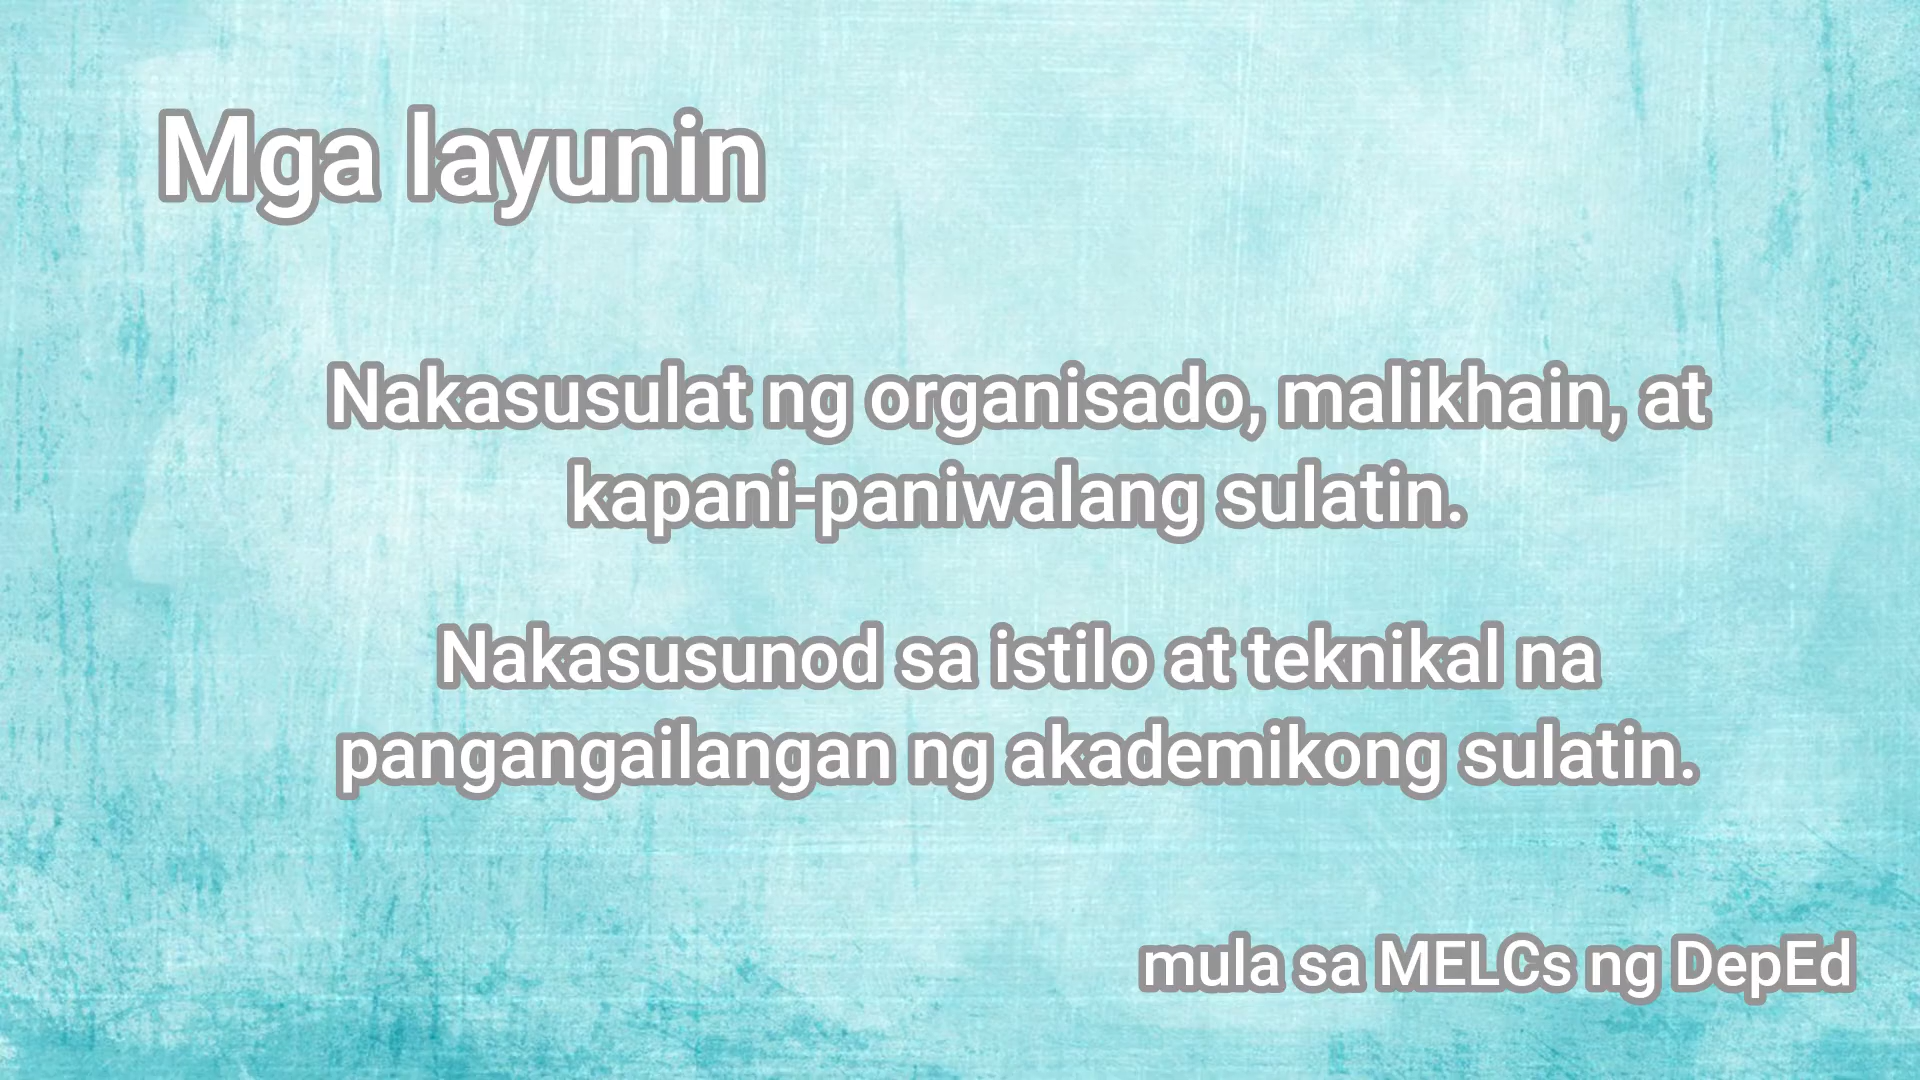 Mga layunin
Nakasusulat ng organisado, malikhain, at
kapani-paniwalang sulatin.
Nakasusunod sa istilo at teknikal na
pangangailangan ng akademikong sulatin.
mula sa MELCs ng DepEd